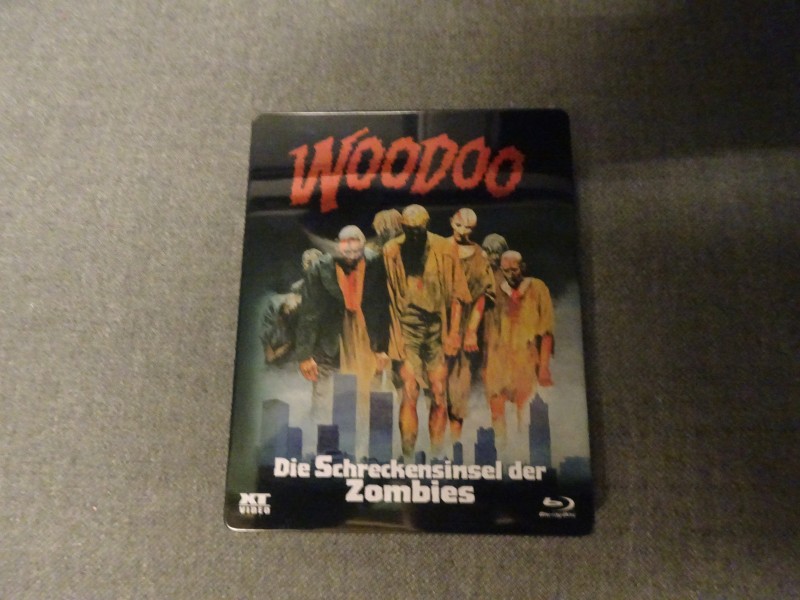 WOODOO
Die Schreckensinsel der
Zombies
XT
VIDEO
Blu-ray Disc